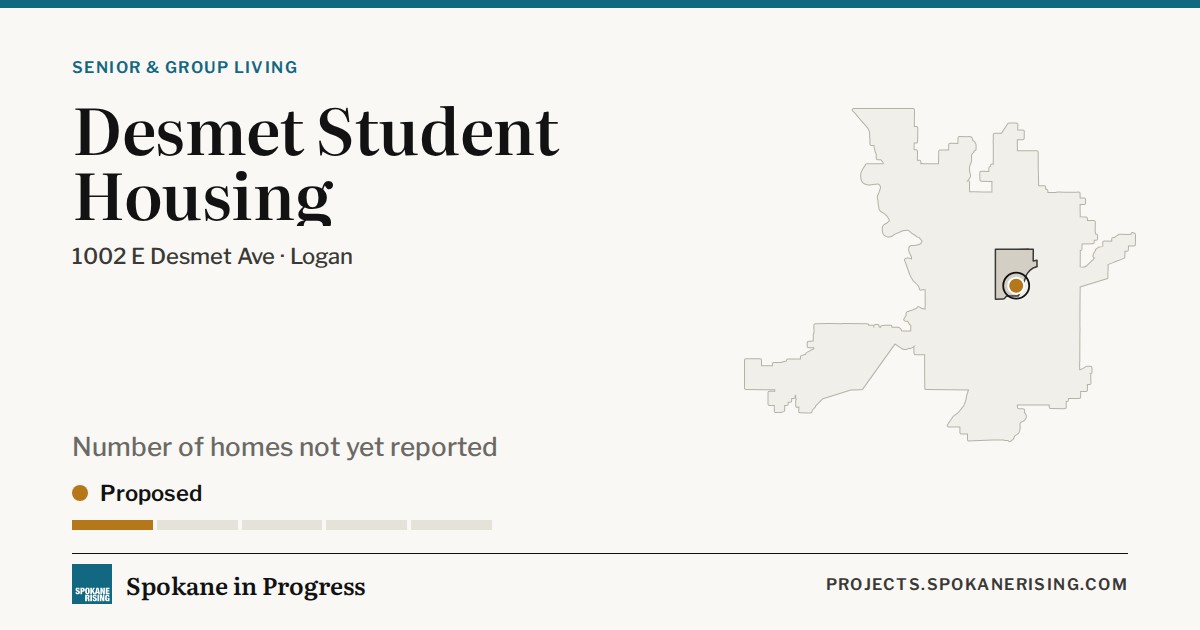 SENIOR & GROUP LIVING
Desmet Student
Housing
1002 E Desmet Ave · Logan
Number of homes not yet reported
Proposed
SPOKANE
RISING
Spokane in Progress
PROJECTS.SPOKANERISING.COM